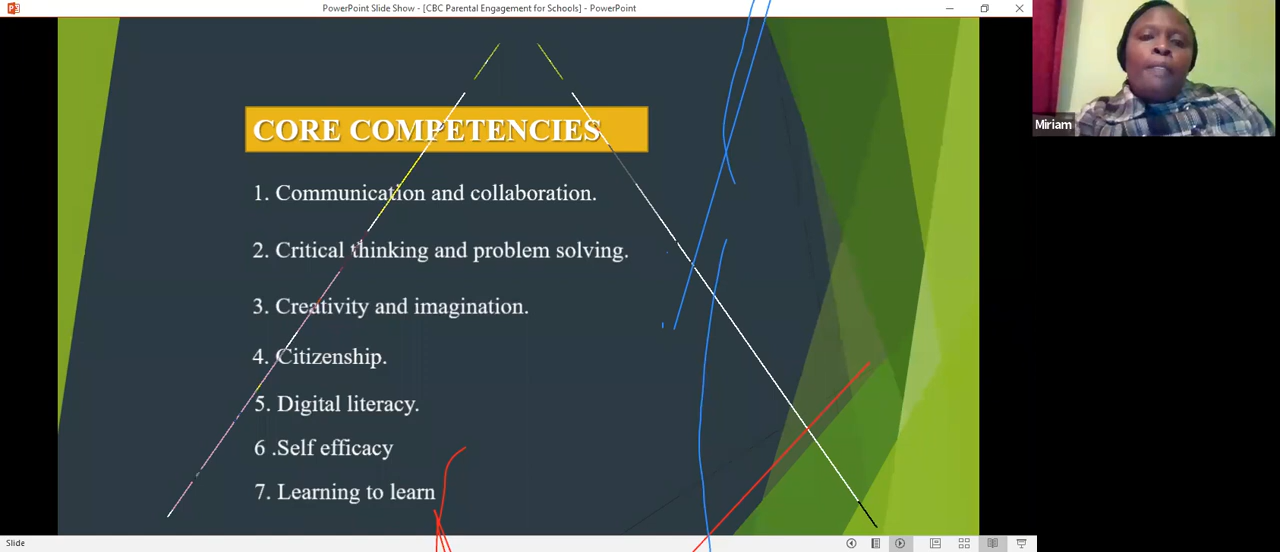 PowerPoint Slide Show - [CBC Parental Engagement for Schools] - PowerPoint
Miriam
CORE COMPETENCIES
1. Communication and collaboration.
2. Critical thinking and problem solving.
3. Creativity and imagination.
4. Citizenship.
5. Digital literacy.
6 .Self efficacy
7. Learning to learn
Slide